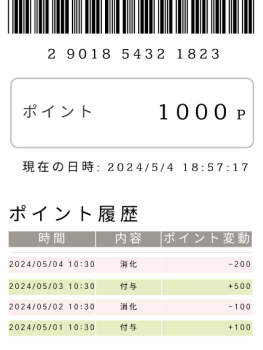 2 9018 5432 1823
ポイント 1000 P
現在の日時: 2024/5/4 18:57:17
ポイント履歴
時間 内容 ポイント変動
2024/05/04 10:30 消化 -200
2024/05/03 10:30 付与 +500
2024/05/02 10:30 消化 -100
2024/05/01 10:30 付与 +100